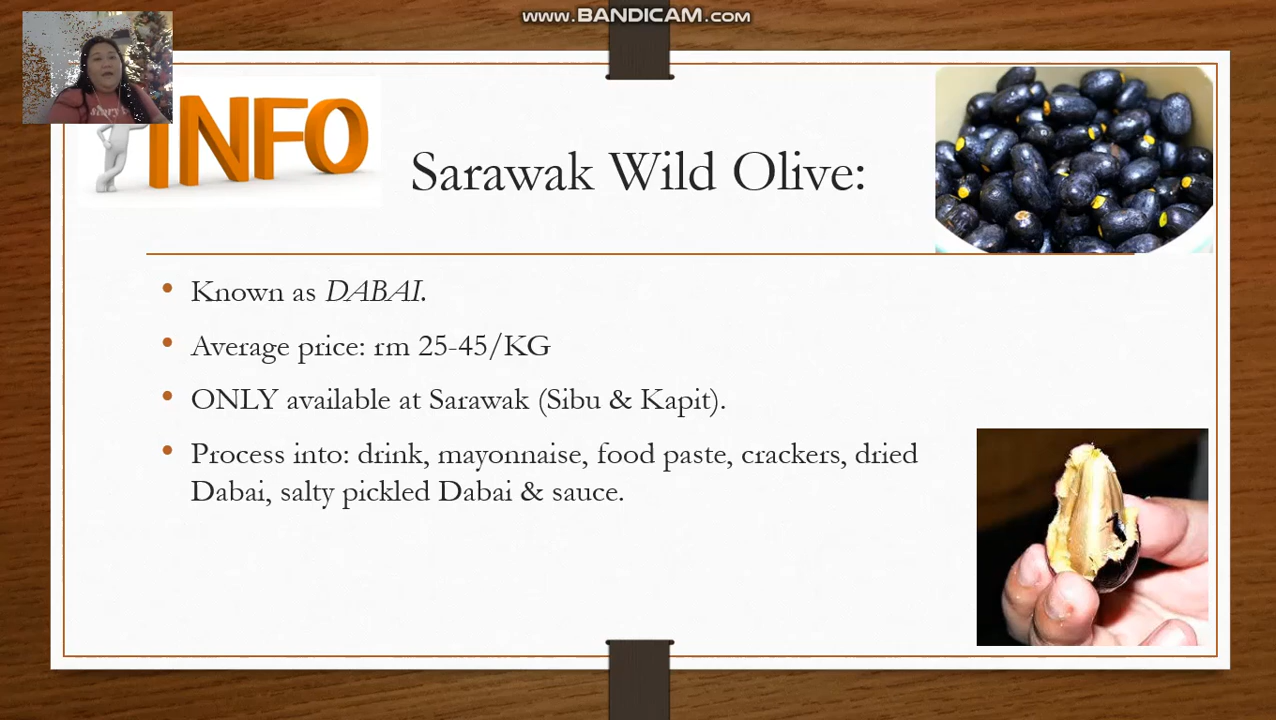 www.BANDICAM.com
INFO
Sarawak Wild Olive:
Known as DABAI.
Average price: rm 25-45/KG
ONLY available at Sarawak (Sibu & Kapit).
Process into: drink, mayonnaise, food paste, crackers, dried
Dabai, salty pickled Dabai & sauce.